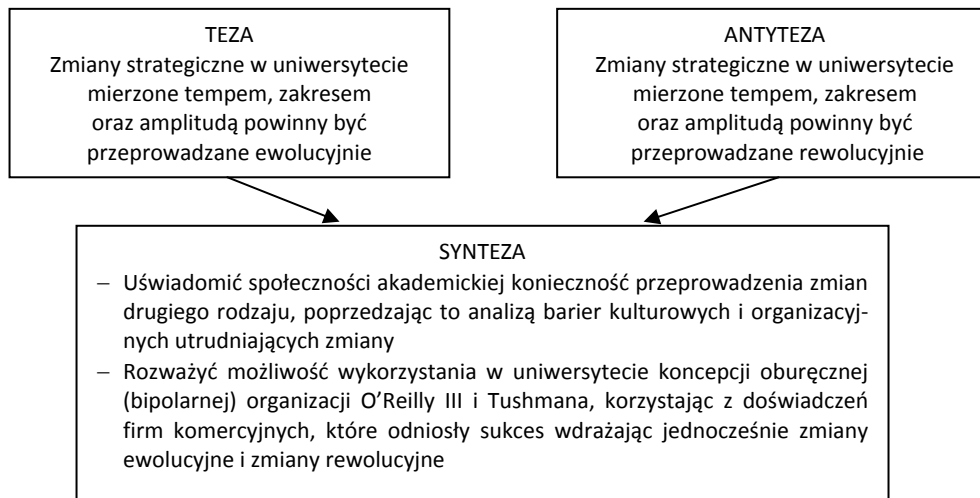 TEZA
Zmiany strategiczne w uniwersytecie
mierzone tempem, zakresem
oraz amplitudą powinny być
przeprowadzane ewolucyjnie
ANTYTEZA
Zmiany strategiczne w uniwersytecie
mierzone tempem, zakresem
oraz amplitudą powinny być
przeprowadzane rewolucyjnie
SYNTEZA
− Uświadomić społeczności akademickiej konieczność przeprowadzenia zmian
drugiego rodzaju, poprzedzając to analizą barier kulturowych i organizacyj-
nych utrudniających zmiany
− Rozważyć możliwość wykorzystania w uniwersytecie koncepcji oburęcznej
(bipolarnej) organizacji O’Reilly III i Tushmana, korzystając z doświadczeń
firm komercyjnych, które odniosły sukces wdrażając jednocześnie zmiany
ewolucyjne i zmiany rewolucyjne